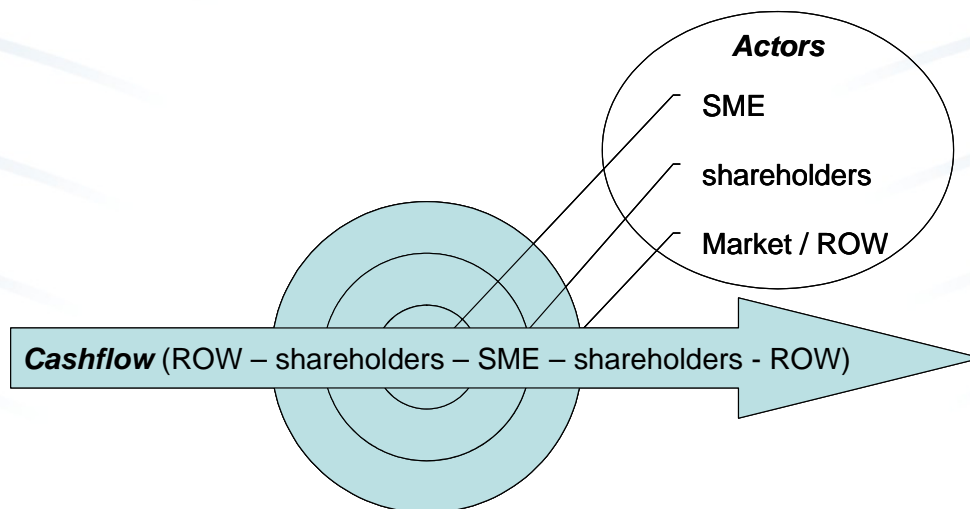 Actors
SME
shareholders
Market / ROW
Cashflow (ROW – shareholders – SME – shareholders - ROW)